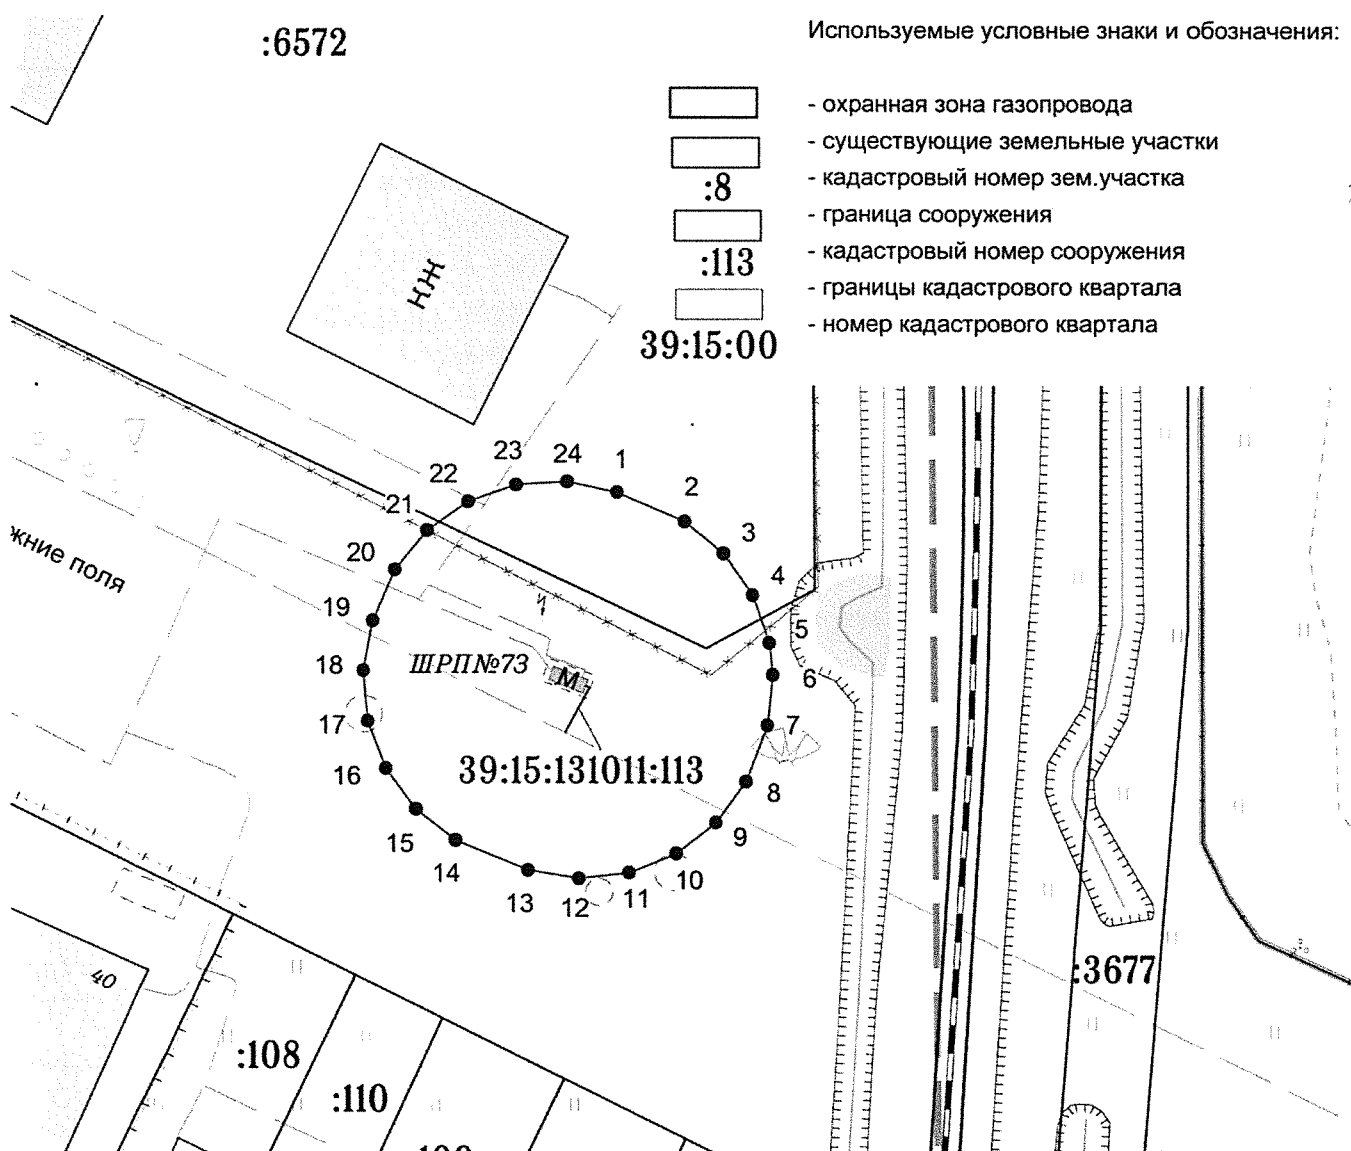 :6572
Используемые условные знаки и обозначения:
- охранная зона газопровода
- существующие земельные участки
:8
- кадастровый номер зем.участка
- граница сооружения
:113
- кадастровый номер сооружения
- границы кадастрового квартала
39:15:00
- номер кадастрового квартала
НЖ
23
24
1
22
2
21
3
20
4
жние поля
19
5
18
ШРП№73
М
6
17
7
16
39:15:131011:113
8
15
9
14
10
13
12
11
40
:3677
:108
:110